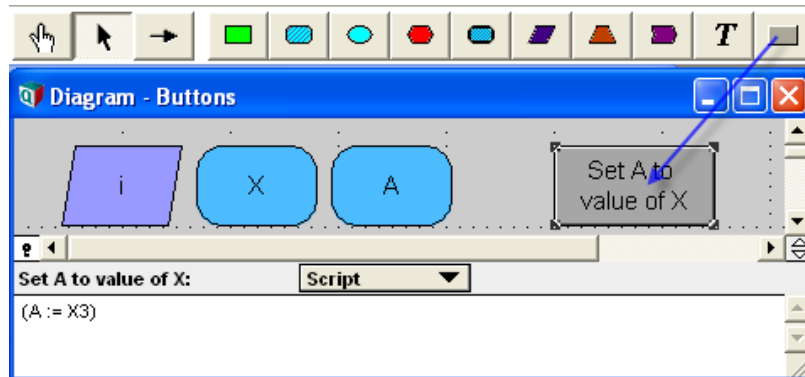 T
Diagram - Buttons
i
X
A
Set A to
value of X
?
Set A to value of X:
Script
(A := X3)